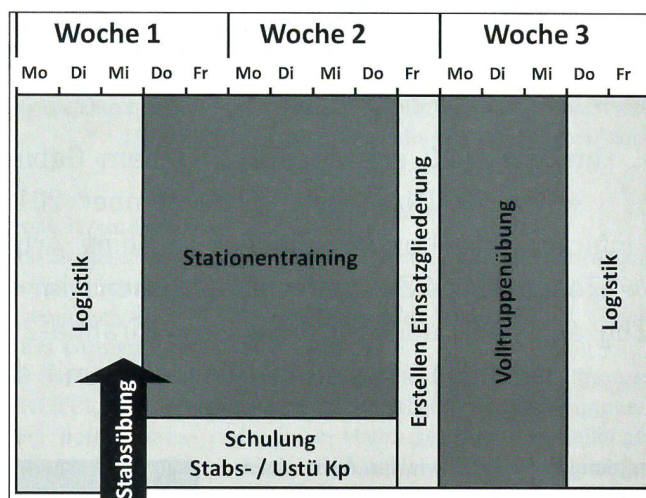 Woche 1 Woche 2 Woche 3
Mo Di Mi Do Fr Mo Di Mi Do Fr Mo Di Mi Do Fr
Logistik
Stabsübung
Stationentraining
Schulung
Stabs- / Ustü Kp
Erstellen Einsatzgliederung
Volltruppenübung
Logistik